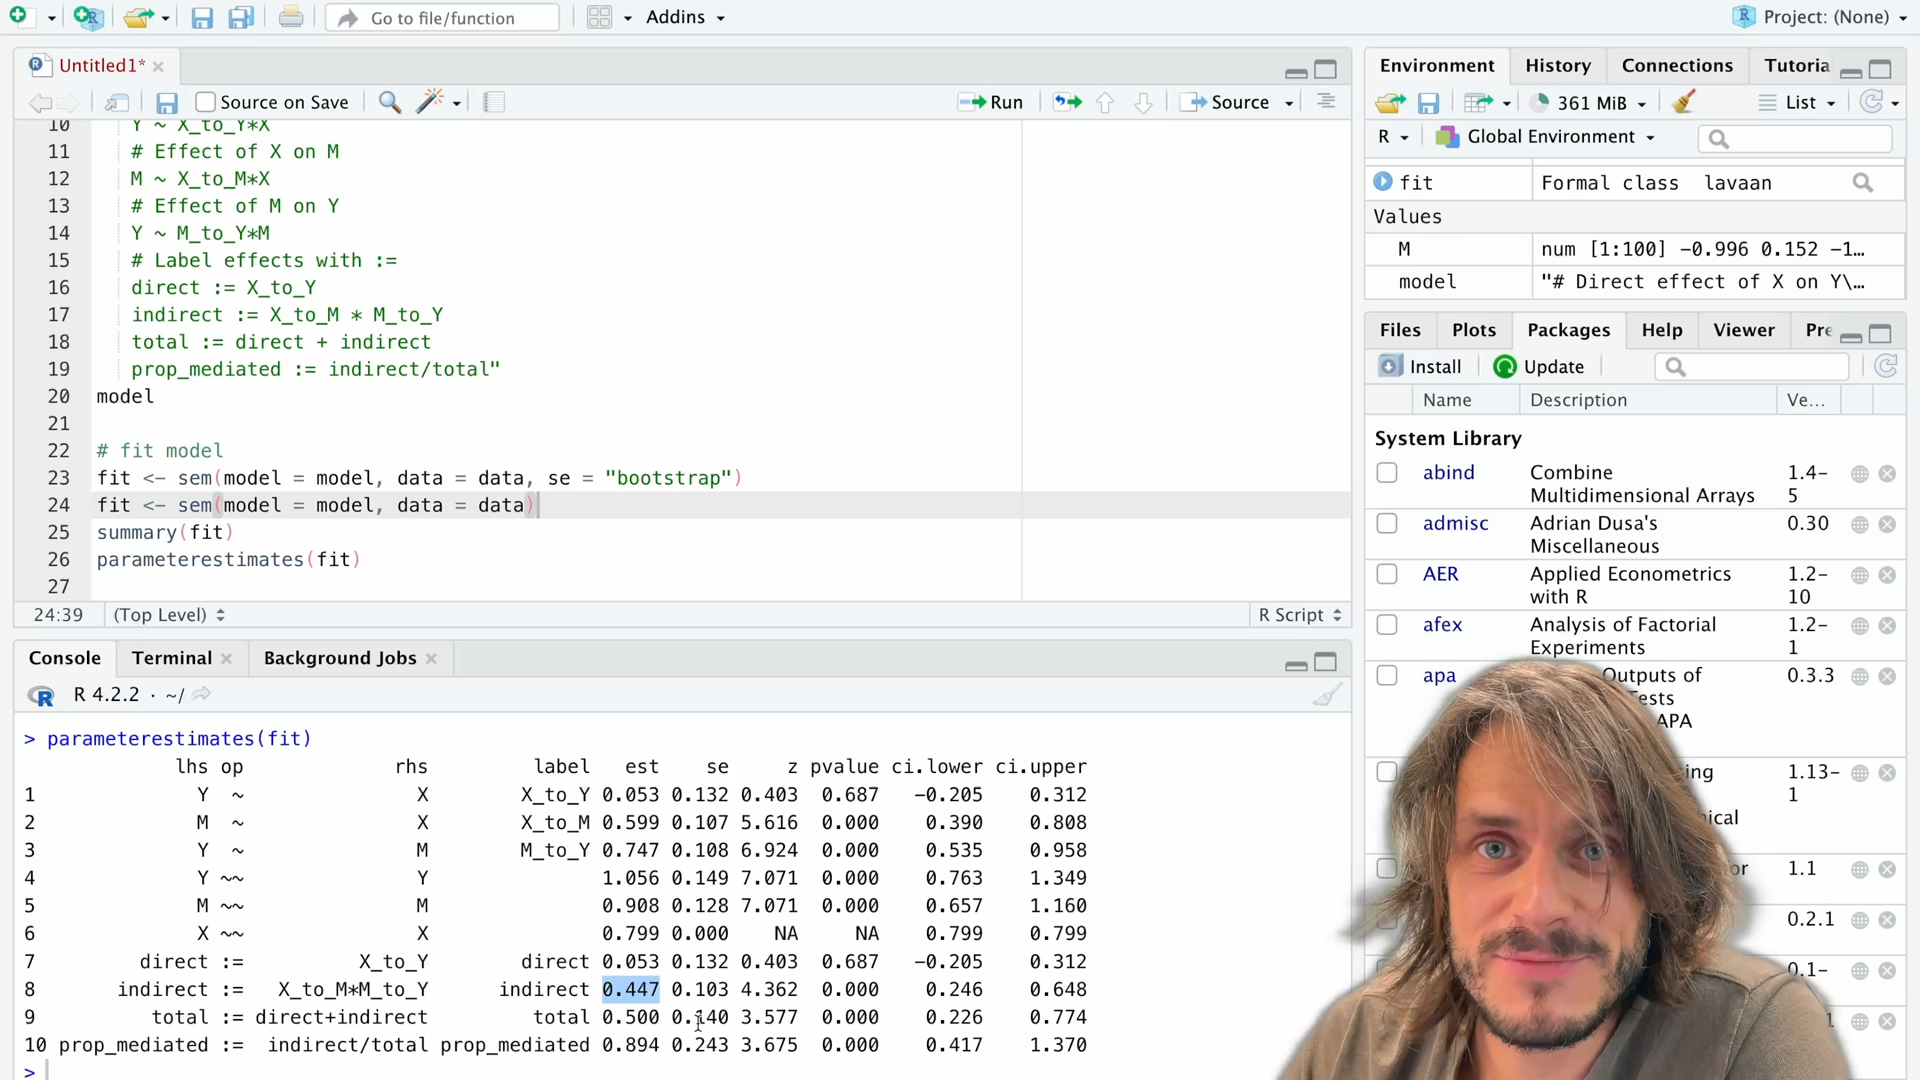 Go to file/function
Addins
Project: (None)
Untitled1*
Source on Save
Run
Source
10 Y ~ X_to_Y*X
11 # Effect of X on M
12 M ~ X_to_M*X
13 # Effect of M on Y
14 Y ~ M_to_Y*M
15 # Label effects with :=
16 direct := X_to_Y
17 indirect := X_to_M * M_to_Y
18 total := direct + indirect
19 prop_mediated := indirect/total"
20 model
21
22 # fit model
23 fit <- sem(model = model, data = data, se = "bootstrap")
24 fit <- sem(model = model, data = data)
25 summary(fit)
26 parameterestimates(fit)
27
24:39 (Top Level) R Script
Console Terminal Background Jobs
R 4.2.2 · ~/
> parameterestimates(fit)
lhs op rhs label est se z pvalue ci.lower ci.upper
1 Y ~ X X_to_Y 0.053 0.132 0.403 0.687 -0.205 0.312
2 M ~ X X_to_M 0.599 0.107 5.616 0.000 0.390 0.808
3 Y ~ M M_to_Y 0.747 0.108 6.924 0.000 0.535 0.958
4 Y ~~ Y 1.056 0.149 7.071 0.000 0.763 1.349
5 M ~~ M 0.908 0.128 7.071 0.000 0.657 1.160
6 X ~~ X 0.799 0.000 NA NA 0.799 0.799
7 direct := X_to_Y direct 0.053 0.132 0.403 0.687 -0.205 0.312
8 indirect := X_to_M*M_to_Y indirect 0.447 0.103 4.362 0.000 0.246 0.648
9 total := direct+indirect total 0.500 0.140 3.577 0.000 0.226 0.774
10 prop_mediated := indirect/total prop_mediated 0.894 0.243 3.675 0.000 0.417 1.370
>
Environment History Connections Tutoria
361 MiB List
R Global Environment
fit Formal class lavaan
Values
M num [1:100] -0.996 0.152 -1…
model "# Direct effect of X on Y\…
Files Plots Packages Help Viewer Pre
Install Update
Name Description Ve...
System Library
abind Combine 1.4-
Multidimensional Arrays 5
admisc Adrian Dusa's 0.30
Miscellaneous
AER Applied Econometrics 1.2-
with R 10
afex Analysis of Factorial 1.2-
Experiments 1
apa Outputs of 0.3.3
APA
ing 1.13-
1
ical
or 1.1
0.2.1
0.1-
1